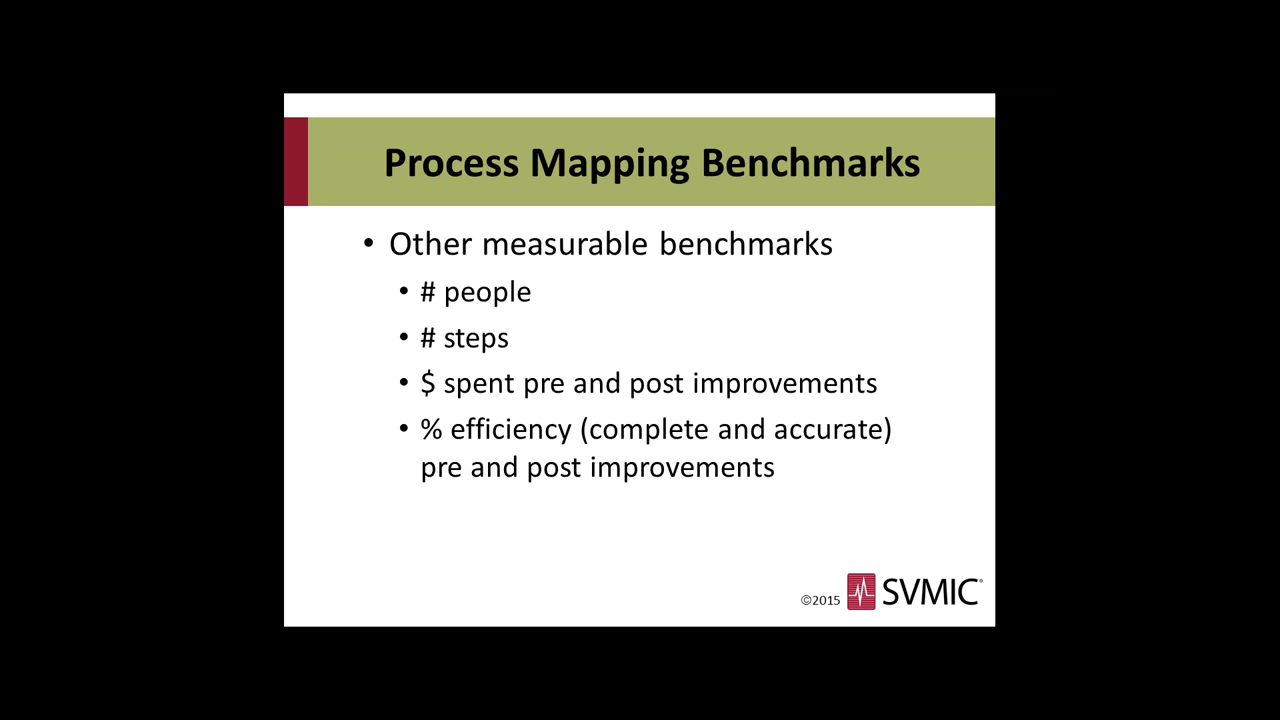 Process Mapping Benchmarks
• Other measurable benchmarks
• # people
• # steps
• $ spent pre and post improvements
• % efficiency (complete and accurate)
pre and post improvements
©2015 SVMIC®